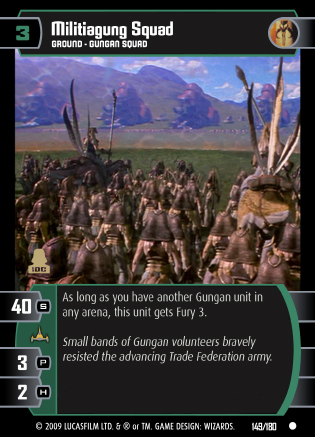 3
Militiagung Squad
GROUND - GUNGAN SQUAD
IDC
40 S
As long as you have another Gungan unit in
any arena, this unit gets Fury 3.
Small bands of Gungan volunteers bravely
resisted the advancing Trade Federation army.
3 P
2 H
© 2009 LUCASFILM LTD. & ® or TM. GAME DESIGN: WIZARDS. 149/180